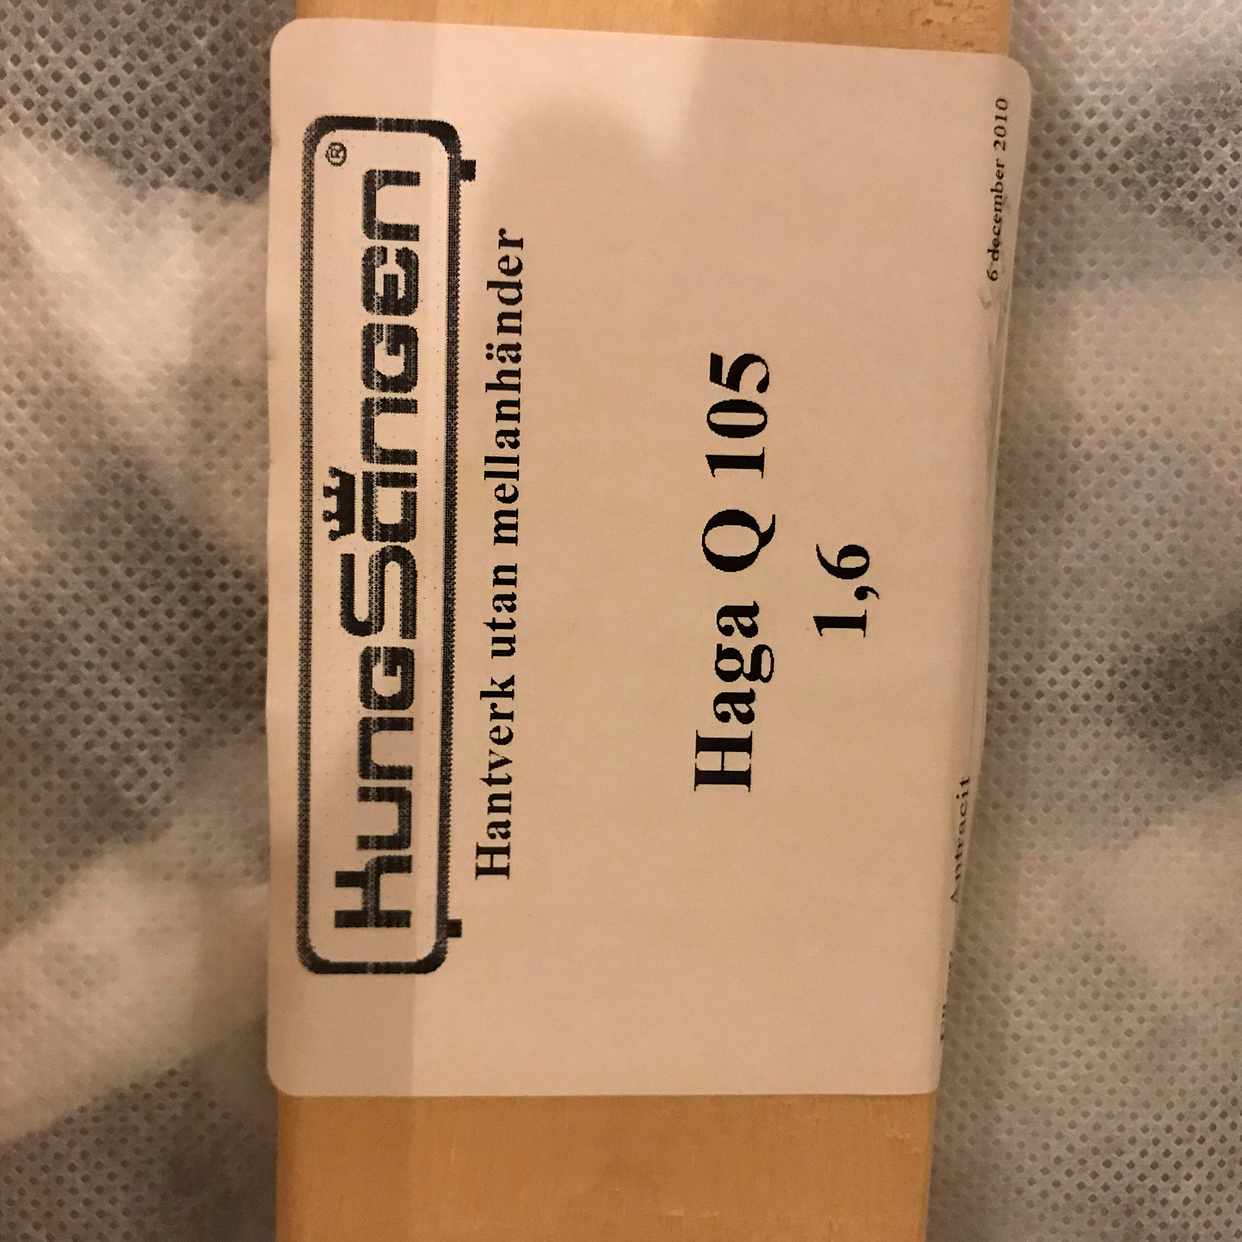 KungSängen®
Hantverk utan mellanhänder
Haga Q 105
1,6
Antracit
6 december 2010